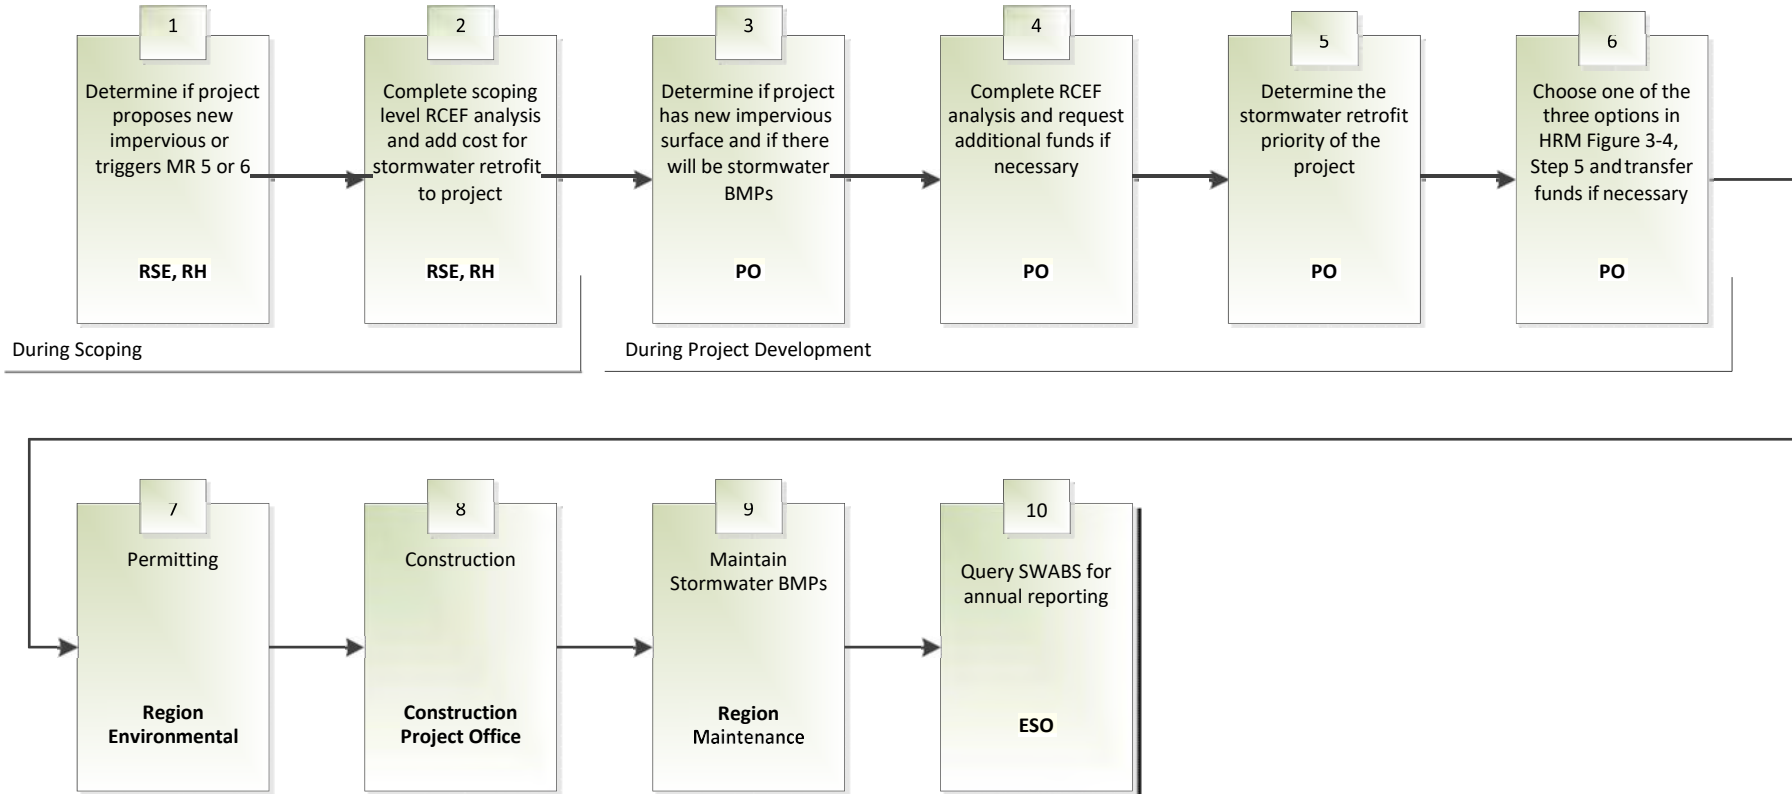 1
Determine if project
proposes new
impervious or
triggers MR 5 or 6
RSE, RH
2
Complete scoping
level RCEF analysis
and add cost for
stormwater retrofit
to project
RSE, RH
3
Determine if project
has new impervious
surface and if there
will be stormwater
BMPs
PO
4
Complete RCEF
analysis and request
additional funds if
necessary
PO
5
Determine the
stormwater retrofit
priority of the
project
PO
6
Choose one of the
three options in
HRM Figure 3-4,
Step 5 and transfer
funds if necessary
PO
During Scoping
During Project Development
7
Permitting
Region
Environmental
8
Construction
Construction
Project Office
9
Maintain
Stormwater BMPs
Region
Maintenance
10
Query SWABS for
annual reporting
ESO